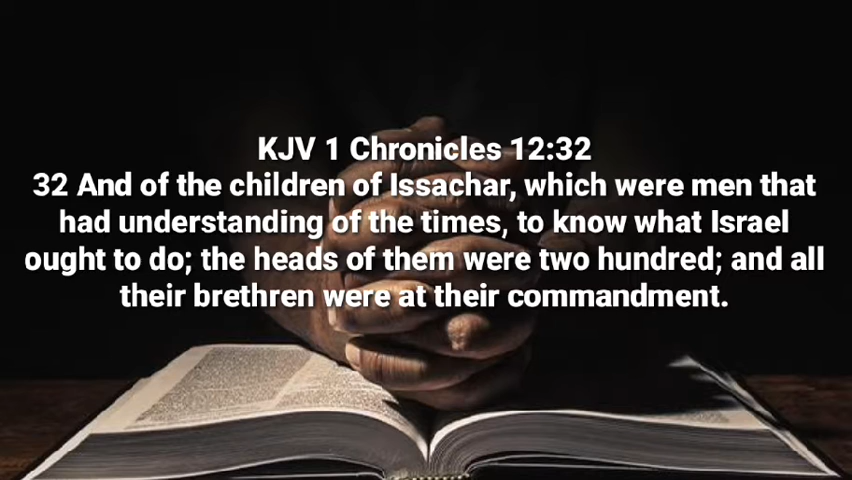 KJV 1 Chronicles 12:32
32 And of the children of Issachar, which were men that
had understanding of the times, to know what Israel
ought to do; the heads of them were two hundred; and all
their brethren were at their commandment.